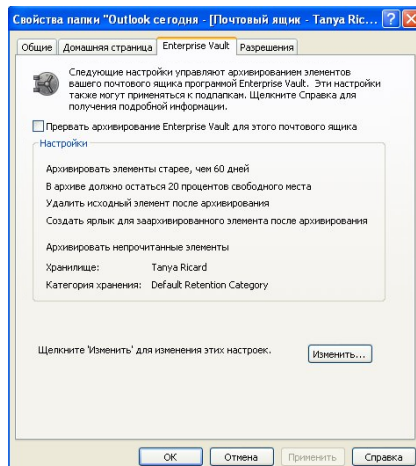 Свойства папки "Outlook сегодня - [Почтовый ящик - Tanya Ric...
Общие
Домашняя страница
Enterprise Vault
Разрешения
Следующие настройки управляют архивированием элементов
вашего почтового ящика программой Enterprise Vault. Эти настройки
также могут применяться к подпапкам. Щелкните Справка для
получения подробной информации.
Прервать архивирование Enterprise Vault для этого почтового ящика
Настройки
Архивировать элементы старее, чем 60 дней
В архиве должно остаться 20 процентов свободного места
Удалить исходный элемент после архивирования
Создать ярлык для заархивированного элемента после архивирования
Архивировать непрочитанные элементы
Хранилище: Tanya Ricard
Категория хранения: Default Retention Category
Щелкните 'Изменить' для изменения этих настроек.
Изменить...
OK
Отмена
Применить
Справка